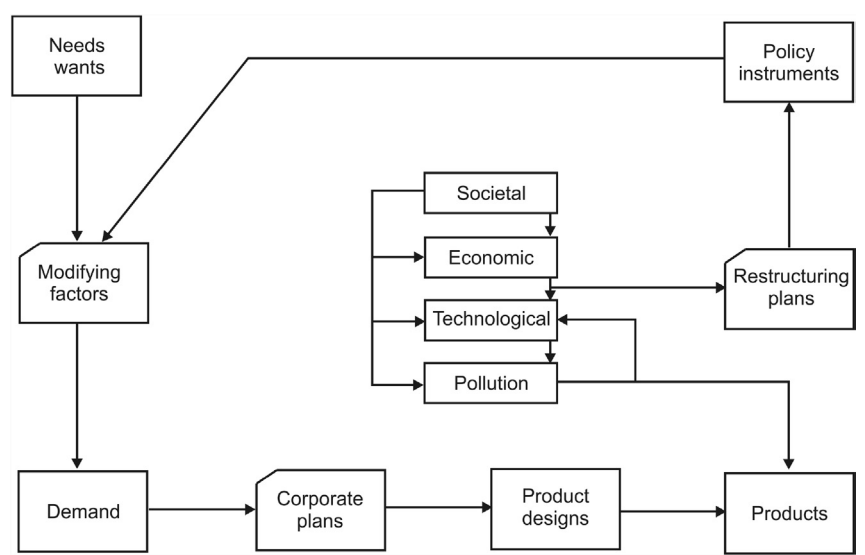 Needs
wants
Policy
instruments
Societal
Economic
Modifying
factors
Restructuring
plans
Technological
Pollution
Demand
Corporate
plans
Product
designs
Products